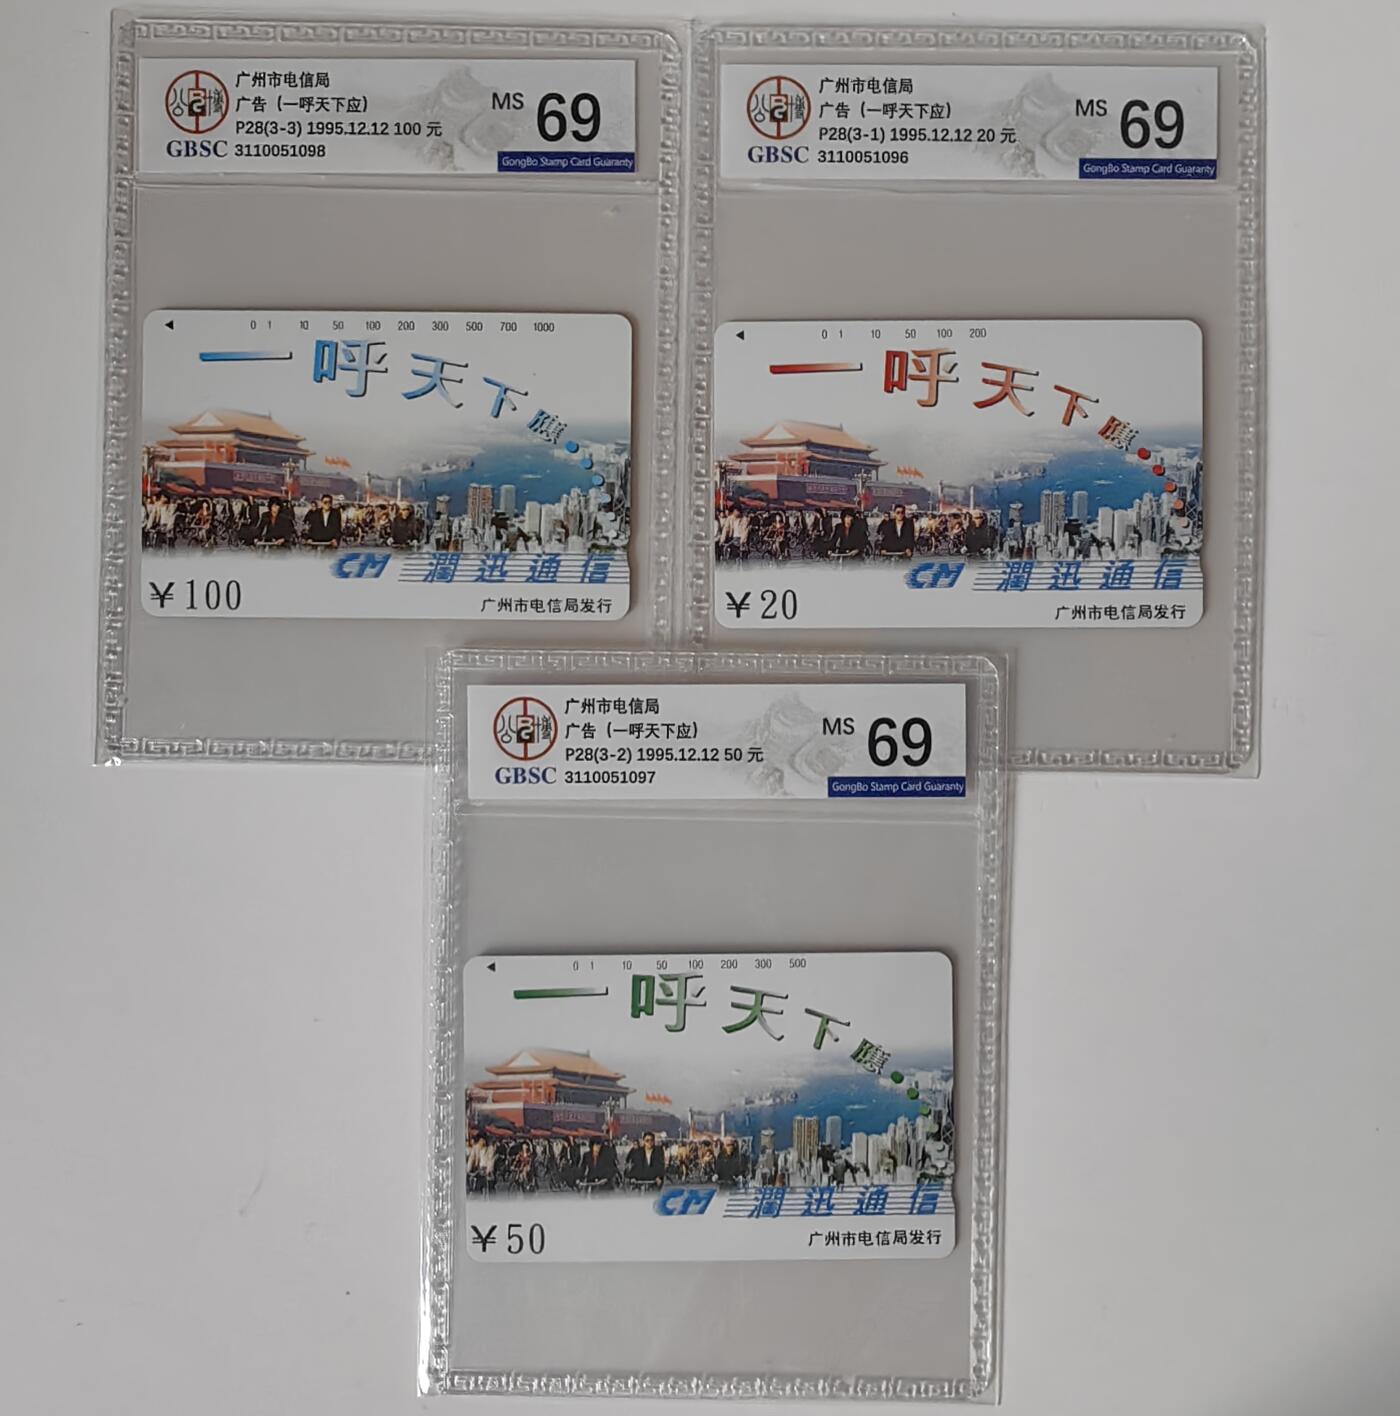 广州市电信局
广告（一呼天下应）
P28(3-3) 1995.12.12 100 元
GBSC 3110051098
MS 69
GongBo Stamp Card Guaranty
0 1 10 50 100 200 300 500 700 1000
一呼天下應
CM 潤迅通信
¥100
广州市电信局发行
广州市电信局
广告（一呼天下应）
P28(3-1) 1995.12.12 20 元
GBSC 3110051096
MS 69
GongBo Stamp Card Guaranty
0 1 10 50 100 200
一呼天下應
CM 潤迅通信
¥20
广州市电信局发行
广州市电信局
广告（一呼天下应）
P28(3-2) 1995.12.12 50 元
GBSC 3110051097
MS 69
GongBo Stamp Card Guaranty
0 1 10 50 100 200 300 500
一呼天下應
CM 潤迅通信
¥50
广州市电信局发行